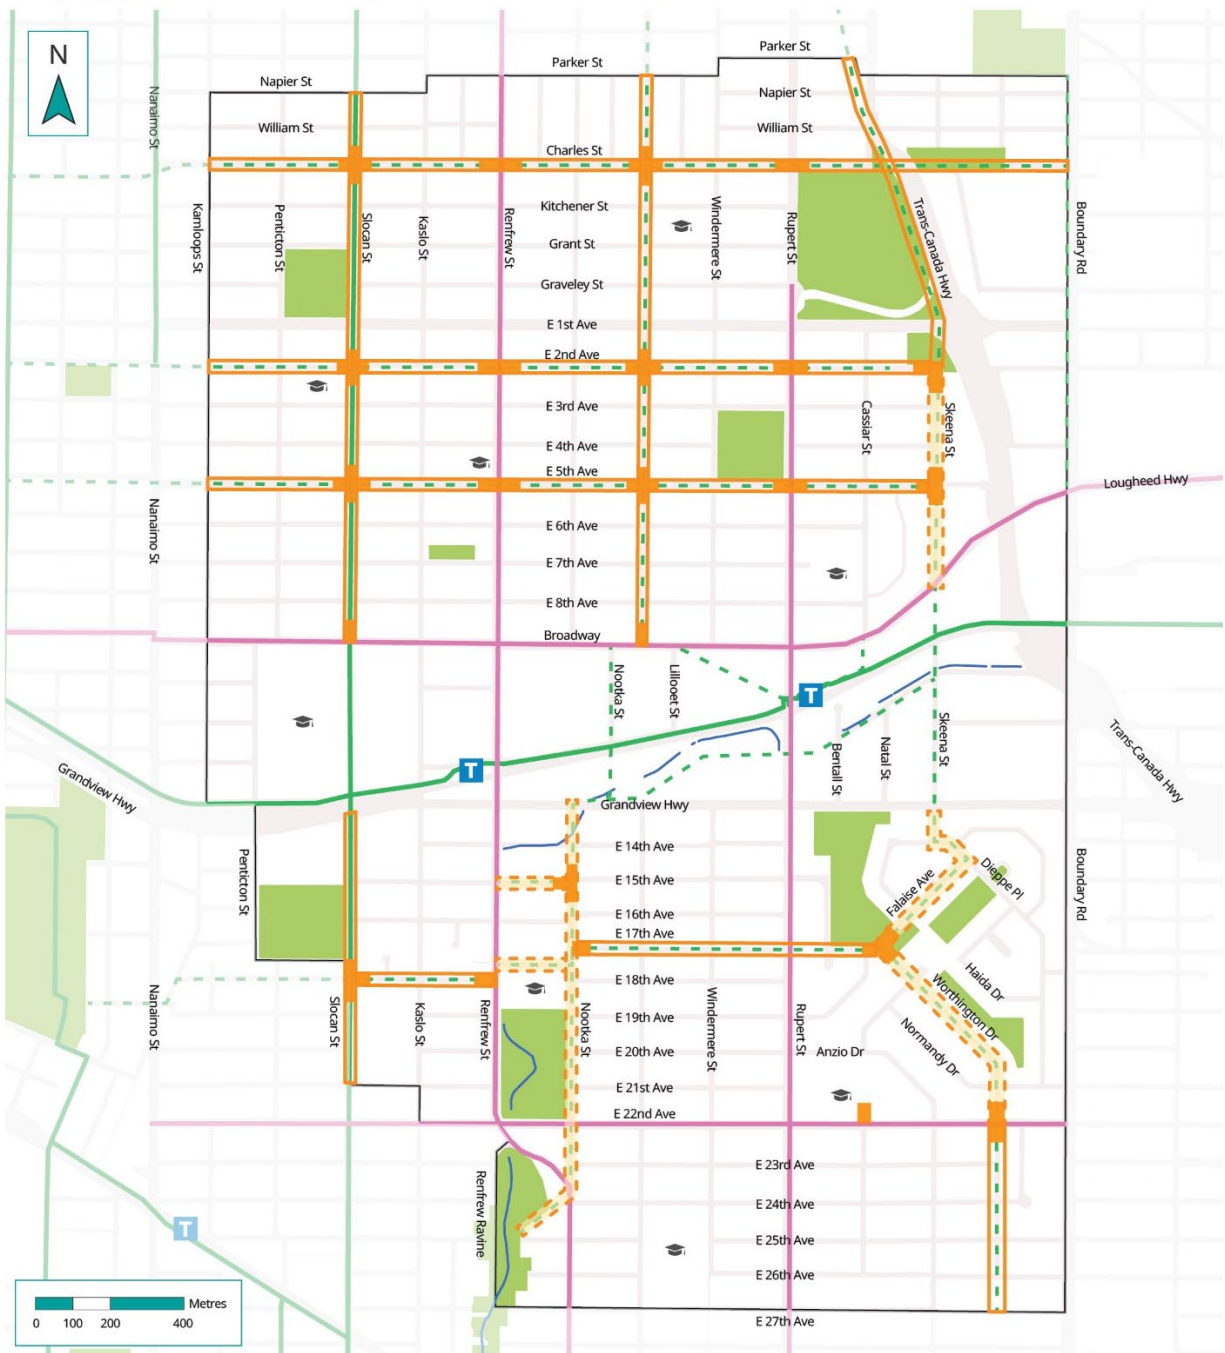 N
Parker St
Parker St
Napier St
Napier St
William St
William St
Nanaimo St
Charles St
Kamloops St
Penticton St
Slocan St
Kaslo St
Renfrew St
Kitchener St
Grant St
Graveley St
Windermere St
Rupert St
Trans-Canada Hwy
Boundary Rd
E 1st Ave
E 2nd Ave
E 3rd Ave
E 4th Ave
E 5th Ave
Cassiar St
Skeena St
Lougheed Hwy
Nanaimo St
E 6th Ave
E 7th Ave
E 8th Ave
Broadway
Nootka St
Lillooet St
T
T
Bentall St
Natal St
Skeena St
Trans-Canada Hwy
Grandview Hwy
Grandview Hwy
Penticton St
E 14th Ave
E 15th Ave
E 16th Ave
E 17th Ave
Falaise Ave
Dieppe Pl
Boundary Rd
E 18th Ave
Haida Dr
Nanaimo St
Slocan St
Kaslo St
Renfrew St
Nootka St
Windermere St
Rupert St
Worthington Dr
Normandy Dr
E 19th Ave
E 20th Ave
Anzio Dr
E 21st Ave
E 22nd Ave
E 23rd Ave
Renfrew Ravine
E 24th Ave
T
E 25th Ave
E 26th Ave
E 27th Ave
Metres
0 100 200 400